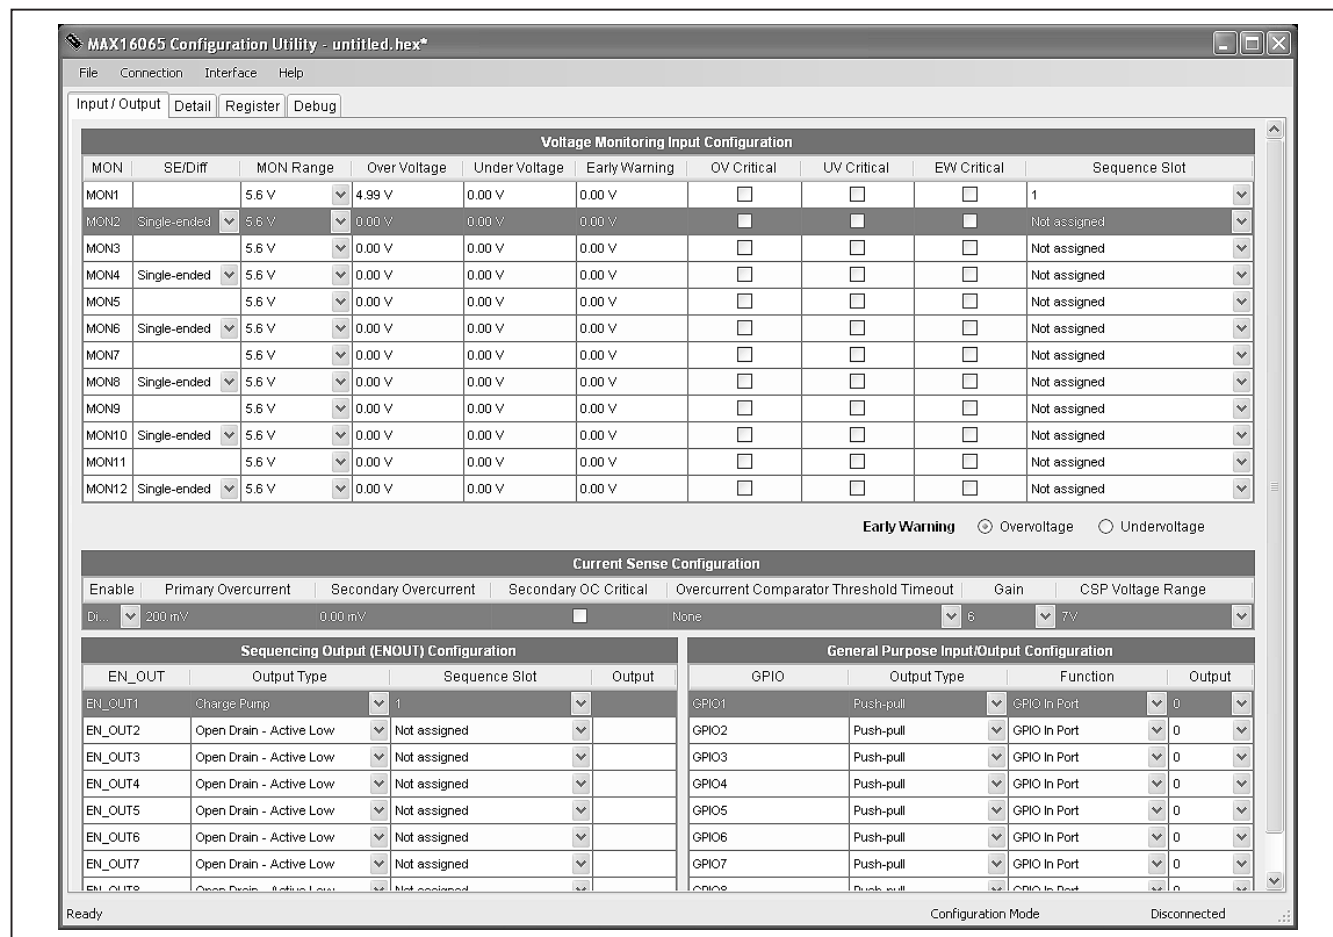 MAX16065 Configuration Utility - untitled.hex*
File Connection Interface Help
Input / Output Detail Register Debug
Voltage Monitoring Input Configuration
MON SE/Diff MON Range Over Voltage Under Voltage Early Warning OV Critical UV Critical EW Critical Sequence Slot
MON1 5.6 V 4.99 V 0.00 V 0.00 V 1
MON2 Single-ended 5.6 V 0.00 V 0.00 V 0.00 V Not assigned
MON3 5.6 V 0.00 V 0.00 V 0.00 V Not assigned
MON4 Single-ended 5.6 V 0.00 V 0.00 V 0.00 V Not assigned
MON5 5.6 V 0.00 V 0.00 V 0.00 V Not assigned
MON6 Single-ended 5.6 V 0.00 V 0.00 V 0.00 V Not assigned
MON7 5.6 V 0.00 V 0.00 V 0.00 V Not assigned
MON8 Single-ended 5.6 V 0.00 V 0.00 V 0.00 V Not assigned
MON9 5.6 V 0.00 V 0.00 V 0.00 V Not assigned
MON10 Single-ended 5.6 V 0.00 V 0.00 V 0.00 V Not assigned
MON11 5.6 V 0.00 V 0.00 V 0.00 V Not assigned
MON12 Single-ended 5.6 V 0.00 V 0.00 V 0.00 V Not assigned
Early Warning Overvoltage Undervoltage
Current Sense Configuration
Enable Primary Overcurrent Secondary Overcurrent Secondary OC Critical Overcurrent Comparator Threshold Timeout Gain CSP Voltage Range
Di... 200 mV 0.00 mV None 6 7V
Sequencing Output (ENOUT) Configuration General Purpose Input/Output Configuration
EN_OUT Output Type Sequence Slot Output GPIO Output Type Function Output
EN_OUT1 Charge Pump 1 GPIO1 Push-pull GPIO In Port 0
EN_OUT2 Open Drain - Active Low Not assigned GPIO2 Push-pull GPIO In Port 0
EN_OUT3 Open Drain - Active Low Not assigned GPIO3 Push-pull GPIO In Port 0
EN_OUT4 Open Drain - Active Low Not assigned GPIO4 Push-pull GPIO In Port 0
EN_OUT5 Open Drain - Active Low Not assigned GPIO5 Push-pull GPIO In Port 0
EN_OUT6 Open Drain - Active Low Not assigned GPIO6 Push-pull GPIO In Port 0
EN_OUT7 Open Drain - Active Low Not assigned GPIO7 Push-pull GPIO In Port 0
EN_OUT8 Open Drain - Active Low Not assigned GPIO8 Push-pull GPIO In Port 0
Ready Configuration Mode Disconnected